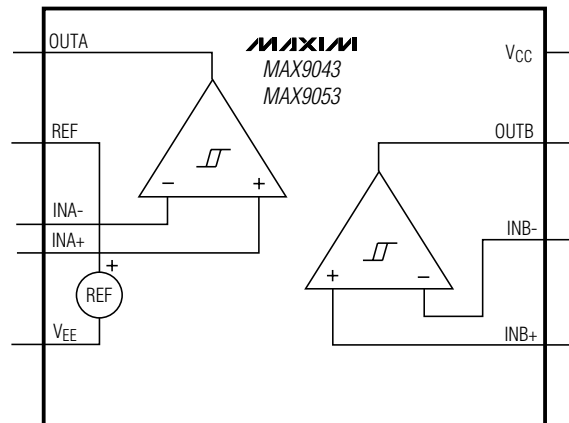 OUTA
MAXIM
MAX9043
MAX9053
VCC
REF
OUTB
- +
INA-
INA+
INB-
+
+ -
REF
VEE
INB+